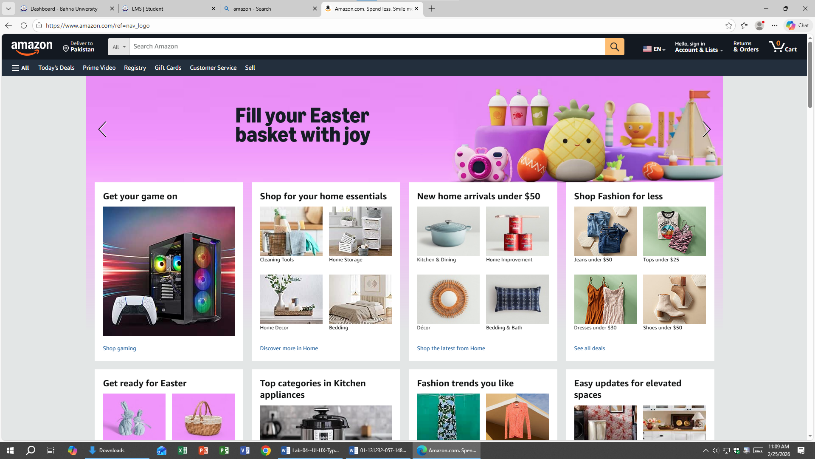 Dashboard - Bahria University
LMS | Student
amazon - Search
Amazon.com. Spend less. Smile m
https://www.amazon.com/ref=nav_logo
Chat
amazon
Deliver to
Pakistan
All
Search Amazon
EN
Hello, sign in
Account & Lists
Returns
& Orders
0
Cart
All
Today's Deals
Prime Video
Registry
Gift Cards
Customer Service
Sell
Fill your Easter
basket with joy
Get your game on
Shop gaming
Shop for your home essentials
Cleaning Tools
Home Storage
Home Decor
Bedding
Discover more in Home
New home arrivals under $50
Kitchen & Dining
Home Improvement
Décor
Bedding & Bath
Shop the latest from Home
Shop Fashion for less
Jeans under $50
Tops under $25
Dresses under $30
Shoes under $50
See all deals
Get ready for Easter
Top categories in Kitchen
appliances
Fashion trends you like
Easy updates for elevated
spaces
Downloads
Amazon.com. Spen...
11:09 AM
2/25/2026